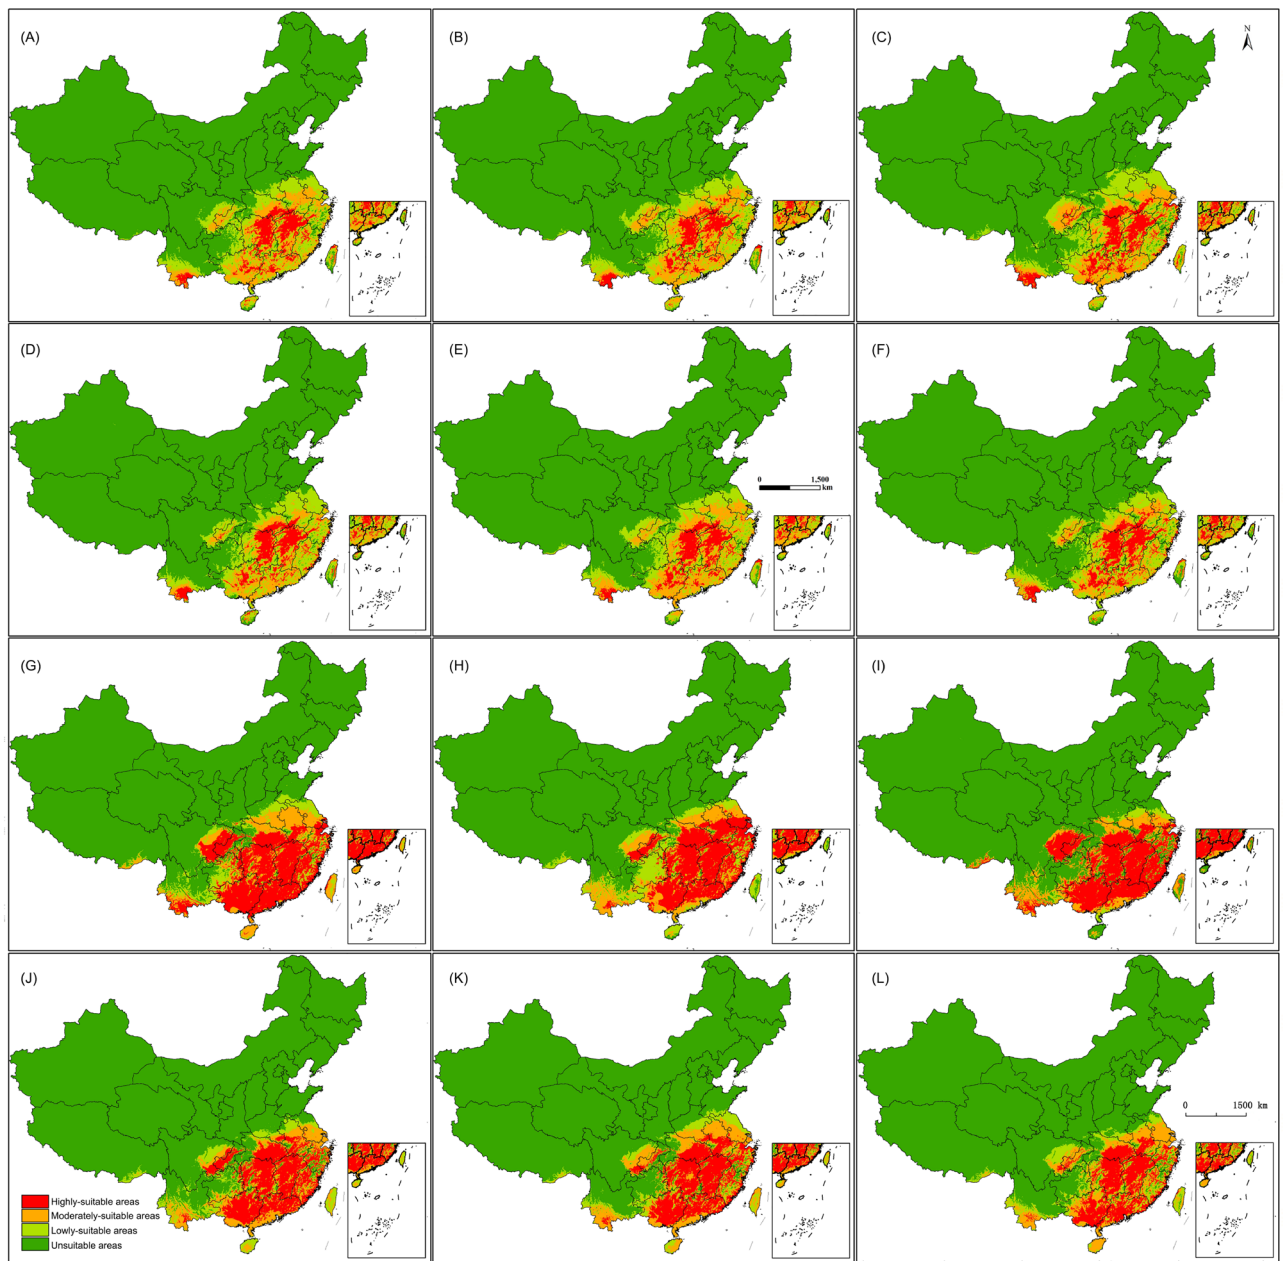 (A)
(B)
(C)
N
(D)
(E)
(F)
0 1,500
km
(G)
(H)
(I)
(J)
(K)
(L)
0 1500 km
Highly-suitable areas
Moderately-suitable areas
Lowly-suitable areas
Unsuitable areas